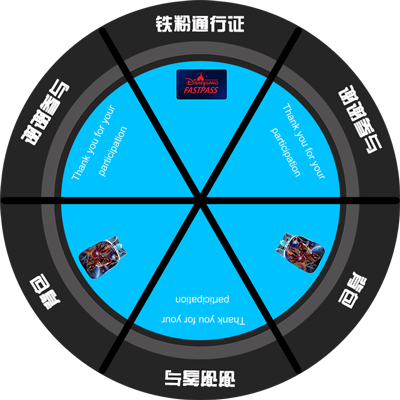 铁粉通行证
DISNEYLAND
FASTPASS
谢谢参与
Thank you for your
participation
背包
谢谢参与
Thank you for your
participation
背包
谢谢参与
Thank you for your
participation